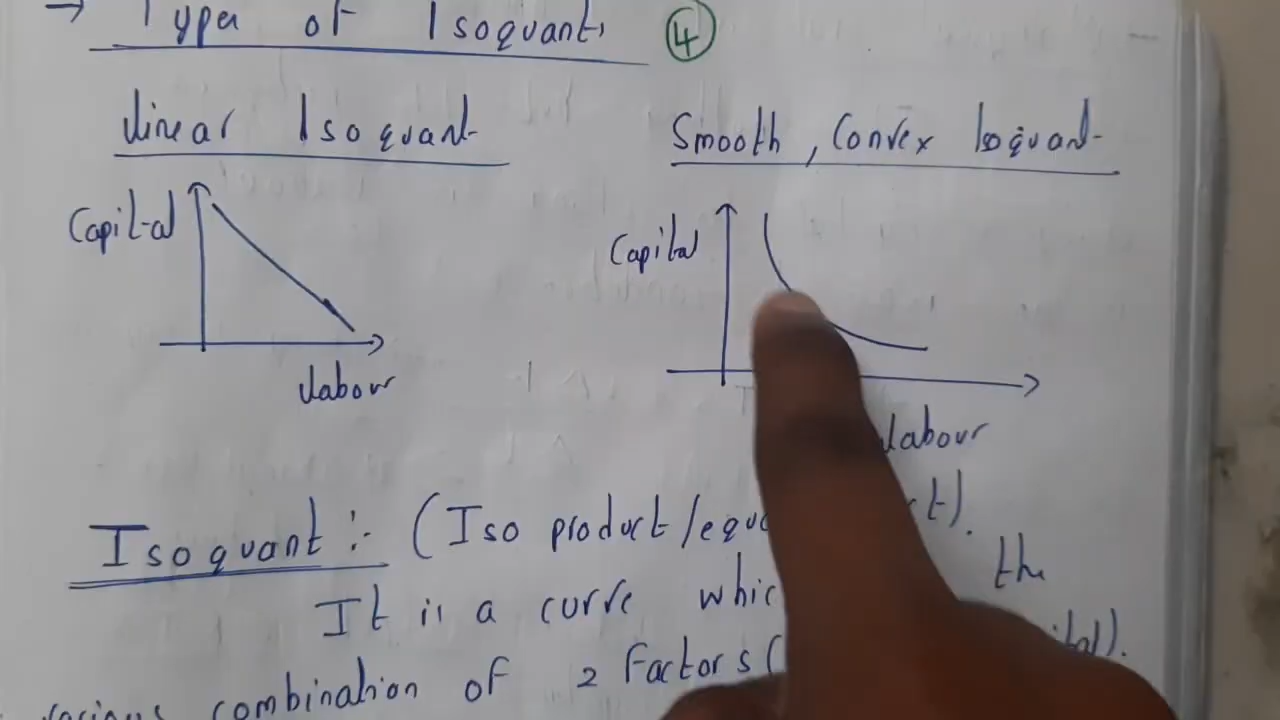 → Types of Isoquants ④
Linear Isoquant
Smooth, Convex Isoquant
Capital
Labour
Capital
Labour
Isoquant :- (Iso product/equ
It is a curve whic the
combination of 2 Factors (